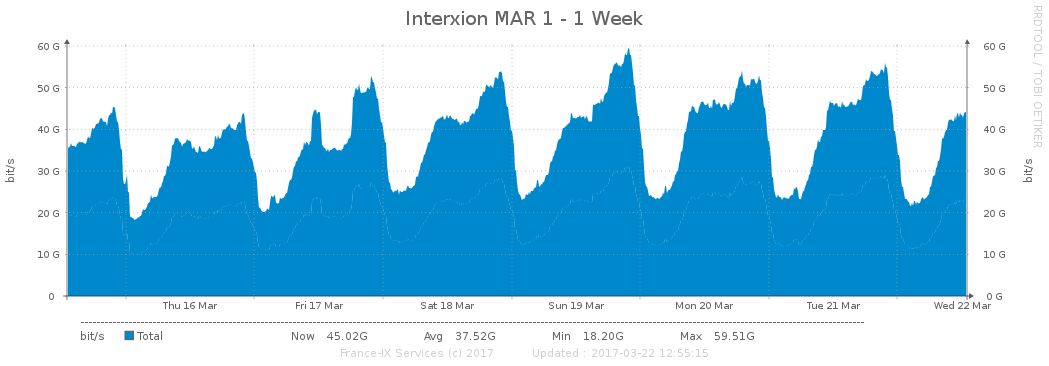 Interxion MAR 1 - 1 Week
RRDTOOL / TOBI OETIKER
bit/s
60 G
50 G
40 G
30 G
20 G
10 G
0
60 G
50 G
40 G
30 G
20 G
10 G
0 G
bit/s
Thu 16 Mar Fri 17 Mar Sat 18 Mar Sun 19 Mar Mon 20 Mar Tue 21 Mar Wed 22 Mar
bit/s Total Now 45.02G Avg 37.52G Min 18.20G Max 59.51G
France-IX Services (c) 2017 Updated : 2017-03-22 12:55:15